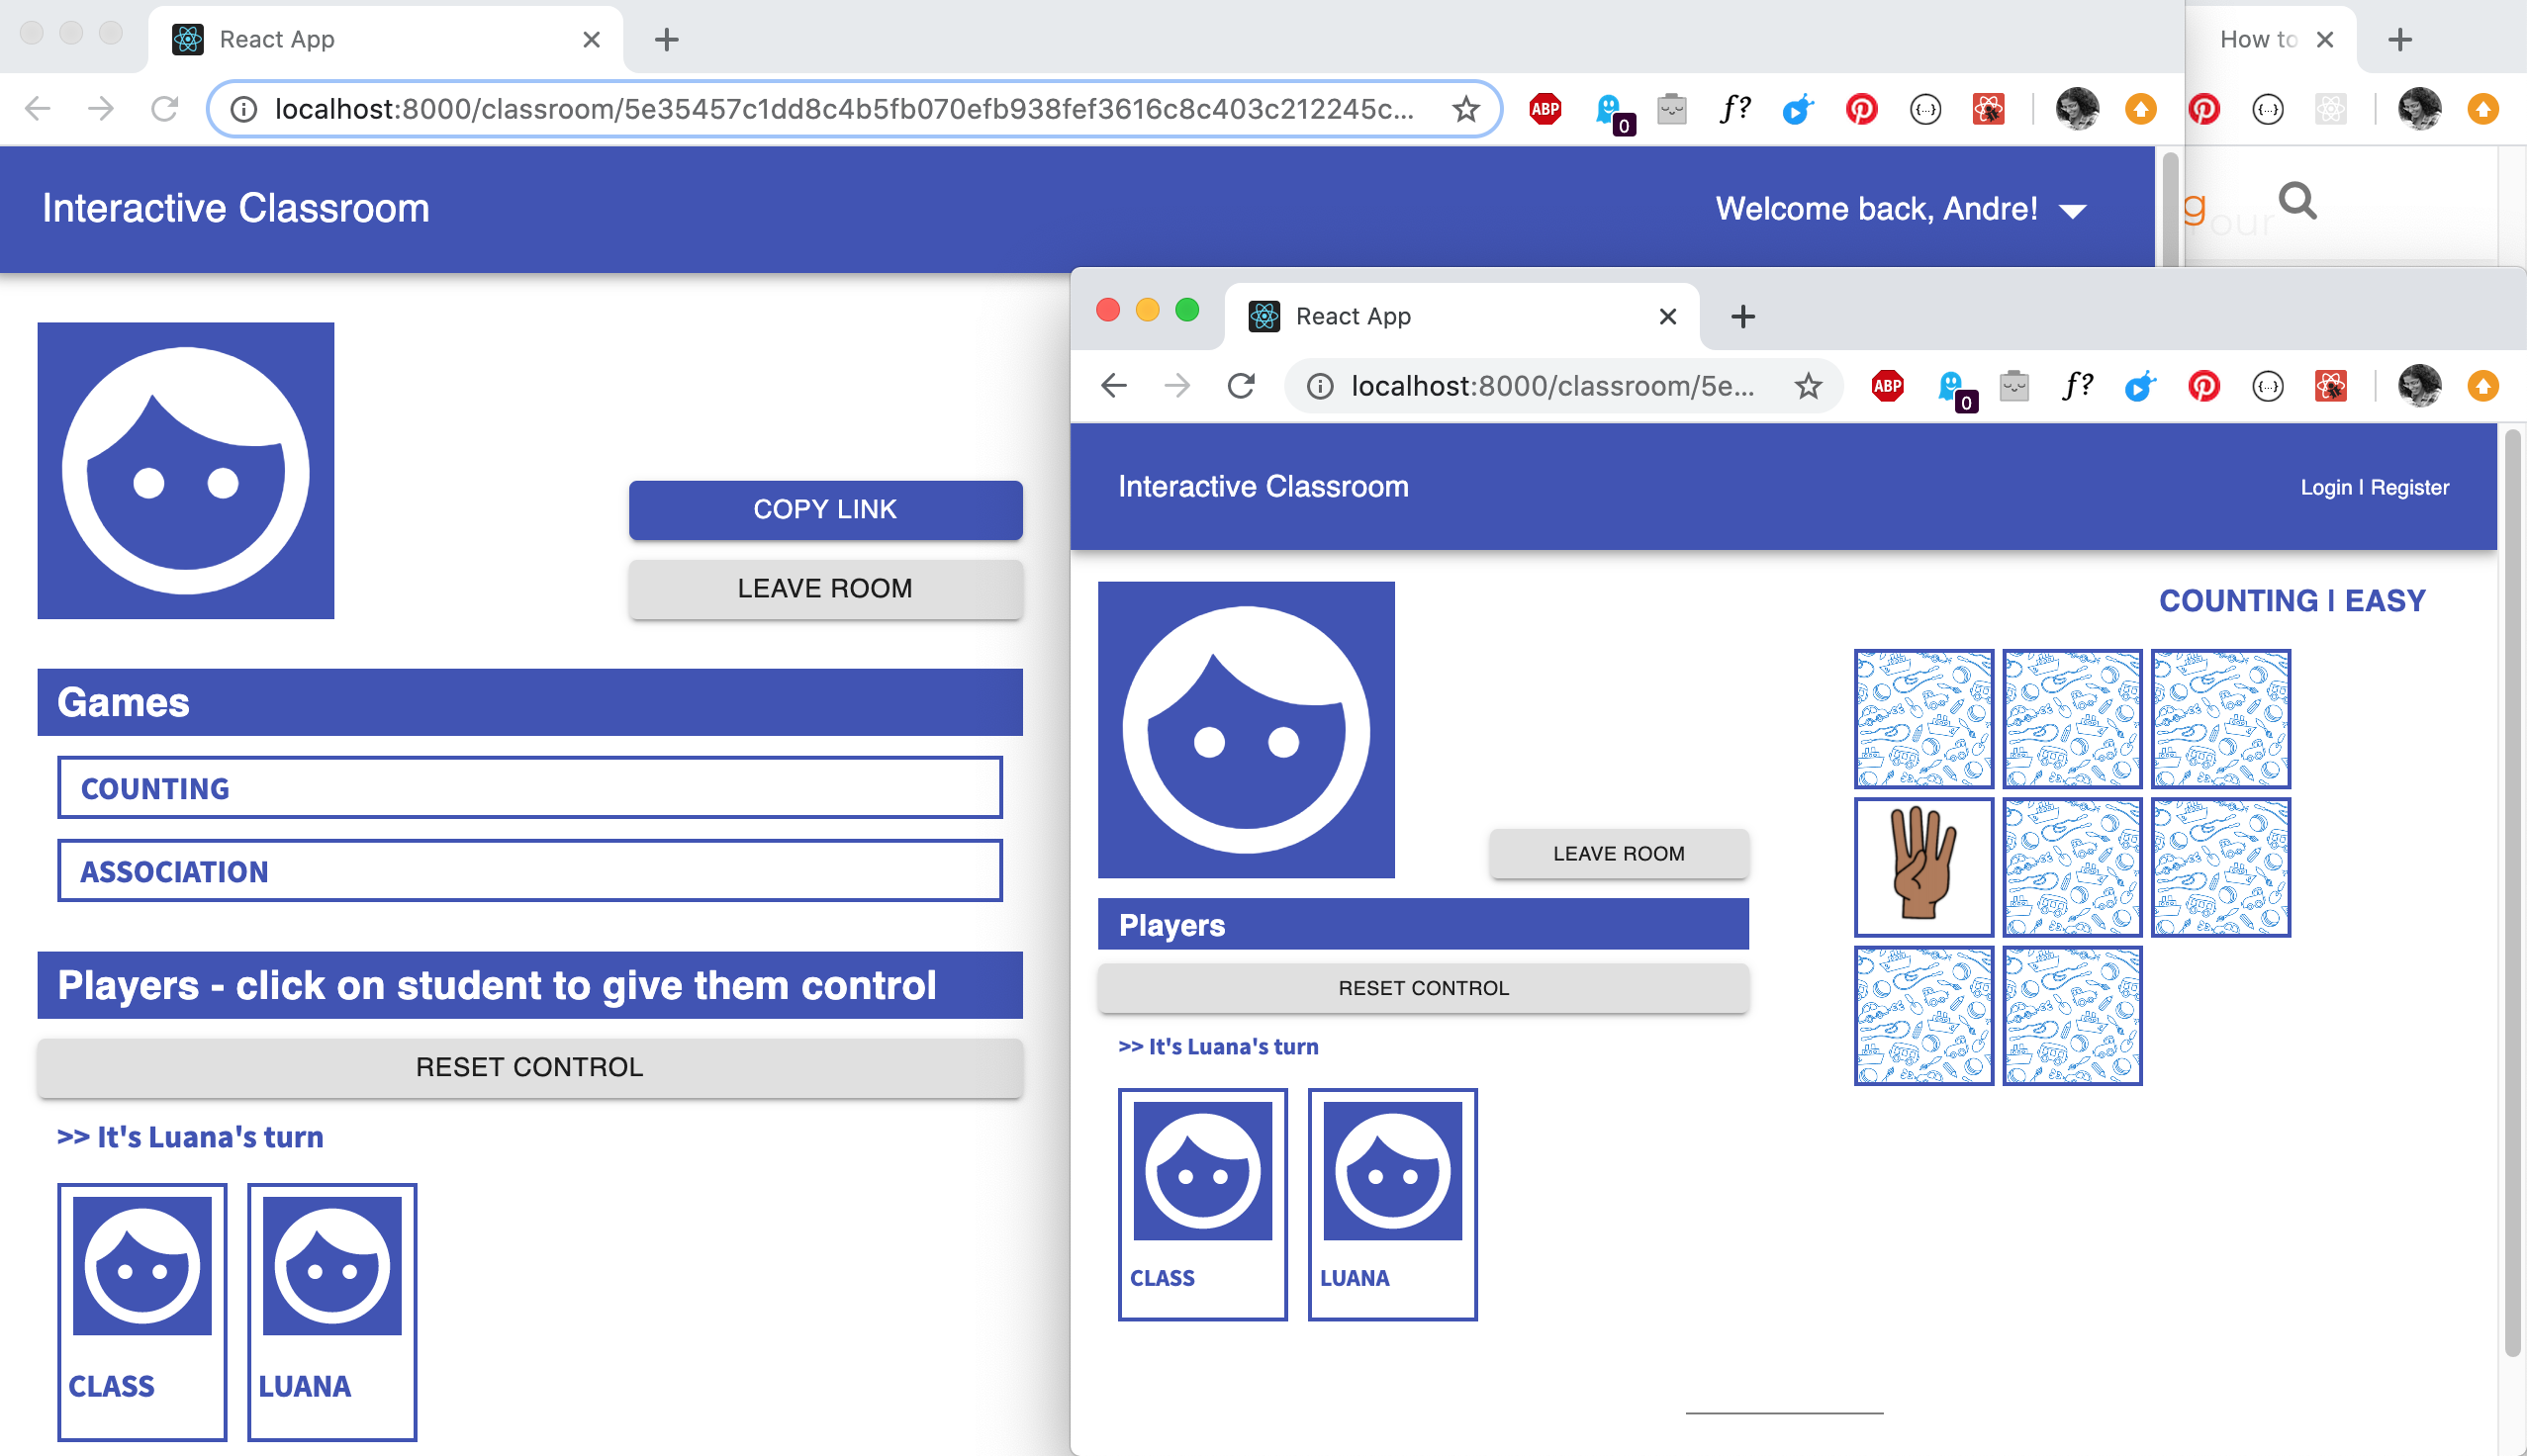 React App
How to
localhost:8000/classroom/5e35457c1dd8c4b5fb070efb938fef3616c8c403c212245c...
ABP
0
f?
{...}
{...}
Interactive Classroom
Welcome back, Andre!
g
our
COPY LINK
LEAVE ROOM
Games
COUNTING
ASSOCIATION
Players - click on student to give them control
RESET CONTROL
>> It's Luana's turn
CLASS
LUANA
React App
localhost:8000/classroom/5e...
ABP
0
f?
{...}
Interactive Classroom
Login | Register
COUNTING | EASY
LEAVE ROOM
Players
RESET CONTROL
>> It's Luana's turn
CLASS
LUANA